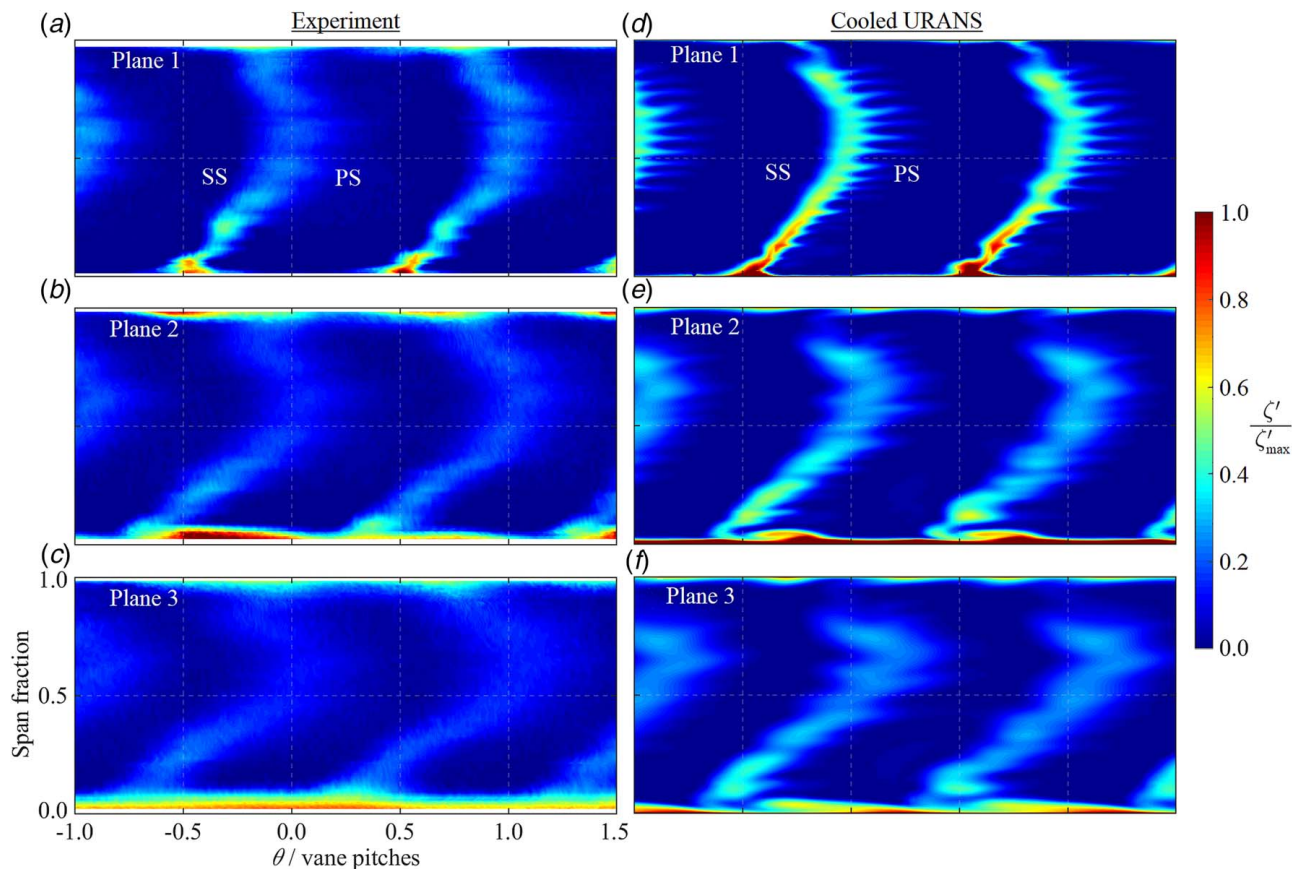 (a)
Experiment
(d)
Cooled URANS
Plane 1
SS
PS
Plane 1
SS
PS
(b)
Plane 2
(e)
Plane 2
1.0
0.8
0.6
0.4
0.2
0.0
ζ′
ζ′max
(c)
1.0
Plane 3
0.5
0.0
Span fraction
(f)
Plane 3
-1.0 -0.5 0.0 0.5 1.0 1.5
θ / vane pitches